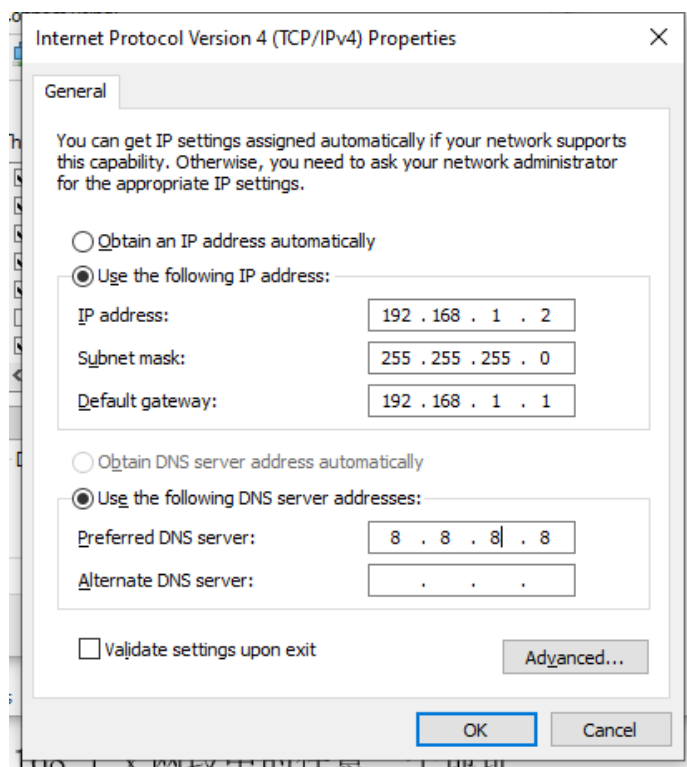 Internet Protocol Version 4 (TCP/IPv4) Properties
General
You can get IP settings assigned automatically if your network supports
this capability. Otherwise, you need to ask your network administrator
for the appropriate IP settings.
Obtain an IP address automatically
Use the following IP address:
IP address: 192 . 168 . 1 . 2
Subnet mask: 255 . 255 . 255 . 0
Default gateway: 192 . 168 . 1 . 1
Obtain DNS server address automatically
Use the following DNS server addresses:
Preferred DNS server: 8 . 8 . 8 . 8
Alternate DNS server: . . .
Validate settings upon exit
Advanced...
OK Cancel